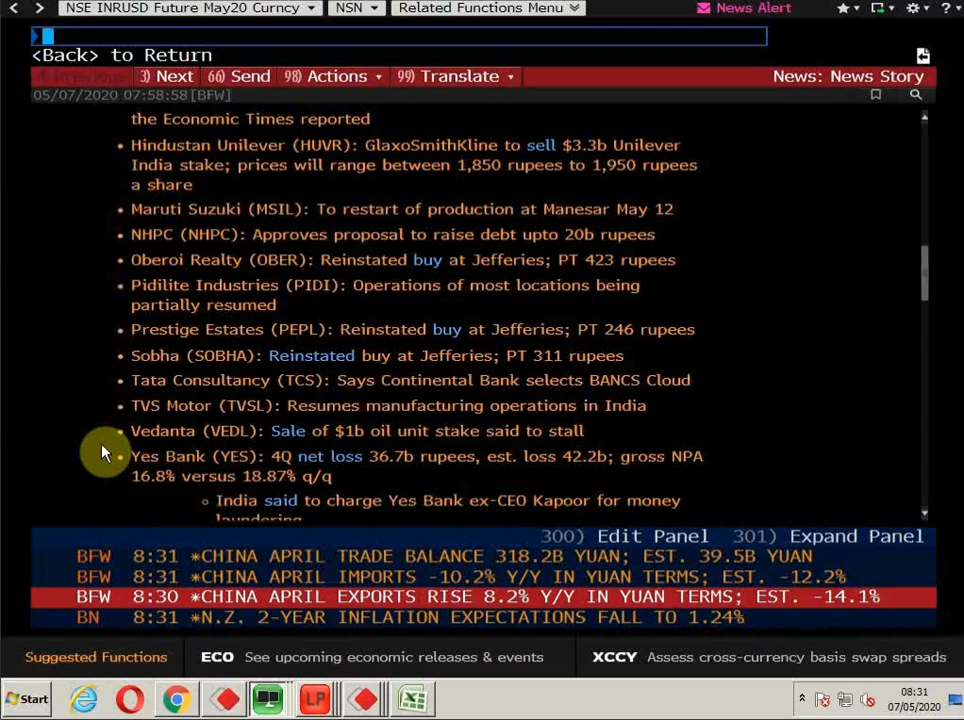 NSE INRUSD Future May20 Curncy NSN Related Functions Menu News Alert
<Back> to Return
Previous 3) Next 66) Send 98) Actions 99) Translate News: News Story
05/07/2020 07:58:58 [BFW]
the Economic Times reported
• Hindustan Unilever (HUVR): GlaxoSmithKline to sell $3.3b Unilever
India stake; prices will range between 1,850 rupees to 1,950 rupees
a share
• Maruti Suzuki (MSIL): To restart of production at Manesar May 12
• NHPC (NHPC): Approves proposal to raise debt upto 20b rupees
• Oberoi Realty (OBER): Reinstated buy at Jefferies; PT 423 rupees
• Pidilite Industries (PIDI): Operations of most locations being
partially resumed
• Prestige Estates (PEPL): Reinstated buy at Jefferies; PT 246 rupees
• Sobha (SOBHA): Reinstated buy at Jefferies; PT 311 rupees
• Tata Consultancy (TCS): Says Continental Bank selects BANCS Cloud
• TVS Motor (TVSL): Resumes manufacturing operations in India
• Vedanta (VEDL): Sale of $1b oil unit stake said to stall
• Yes Bank (YES): 4Q net loss 36.7b rupees, est. loss 42.2b; gross NPA
16.8% versus 18.87% q/q
○ India said to charge Yes Bank ex-CEO Kapoor for money
laundering
300) Edit Panel 301) Expand Panel
BFW 8:31 *CHINA APRIL TRADE BALANCE 318.2B YUAN; EST. 39.5B YUAN
BFW 8:31 *CHINA APRIL IMPORTS -10.2% Y/Y IN YUAN TERMS; EST. -12.2%
BFW 8:30 *CHINA APRIL EXPORTS RISE 8.2% Y/Y IN YUAN TERMS; EST. -14.1%
BN 8:31 *N.Z. 2-YEAR INFLATION EXPECTATIONS FALL TO 1.24%
Suggested Functions ECO See upcoming economic releases & events XCCY Assess cross-currency basis swap spreads
Start LP 08:31
07/05/2020